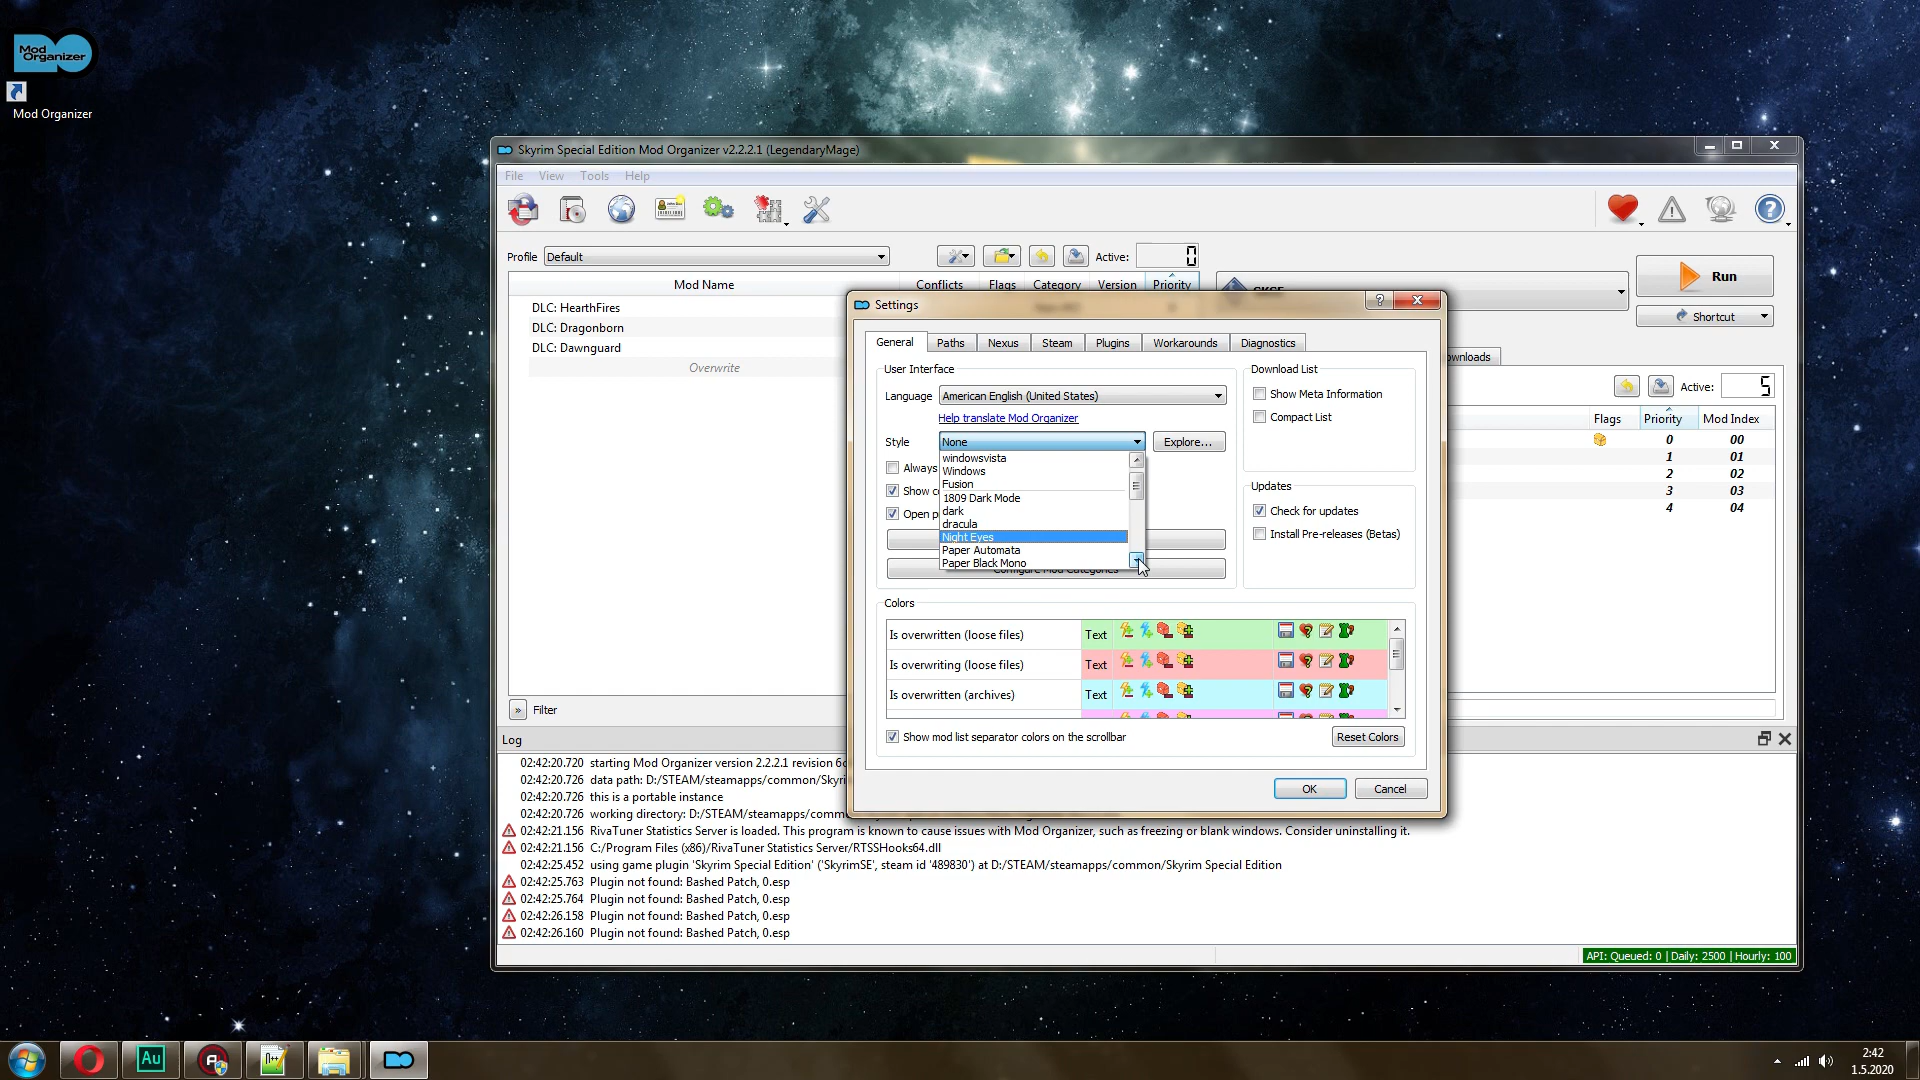 Mod Organizer
Mod Organizer
Skyrim Special Edition Mod Organizer v2.2.2.1 (LegendaryMage)
File View Tools Help
Profile Default Active: 0
Mod Name Conflicts Flags Category Version Priority
Run
Shortcut
DLC: HearthFires
DLC: Dragonborn
DLC: Dawnguard
Overwrite
ownloads
Active: 5
Flags Priority Mod Index
0 00
1 01
2 02
3 03
4 04
Settings
General Paths Nexus Steam Plugins Workarounds Diagnostics
User Interface
Language American English (United States)
Help translate Mod Organizer
Style None Explore...
windowsvista
Windows
Fusion
1809 Dark Mode
dark
dracula
Night Eyes
Paper Automata
Paper Black Mono
Always
Show c
Open p
Configure Mod Categories
Download List
Show Meta Information
Compact List
Updates
Check for updates
Install Pre-releases (Betas)
Colors
Is overwritten (loose files) Text
Is overwriting (loose files) Text
Is overwritten (archives) Text
Show mod list separator colors on the scrollbar Reset Colors
OK Cancel
» Filter
Log
02:42:20.720 starting Mod Organizer version 2.2.2.1 revision 6
02:42:20.726 data path: D:/STEAM/steamapps/common/Skyri
02:42:20.726 this is a portable instance
02:42:20.726 working directory: D:/STEAM/steamapps/comm
02:42:21.156 RivaTuner Statistics Server is loaded. This program is known to cause issues with Mod Organizer, such as freezing or blank windows. Consider uninstalling it.
02:42:21.156 C:/Program Files (x86)/RivaTuner Statistics Server/RTSSHooks64.dll
02:42:25.452 using game plugin 'Skyrim Special Edition' ('SkyrimSE', steam id '489830') at D:/STEAM/steamapps/common/Skyrim Special Edition
02:42:25.763 Plugin not found: Bashed Patch, 0.esp
02:42:25.764 Plugin not found: Bashed Patch, 0.esp
02:42:26.158 Plugin not found: Bashed Patch, 0.esp
02:42:26.160 Plugin not found: Bashed Patch, 0.esp
API: Queued: 0 | Daily: 2500 | Hourly: 100
Au
2:42
1.5.2020